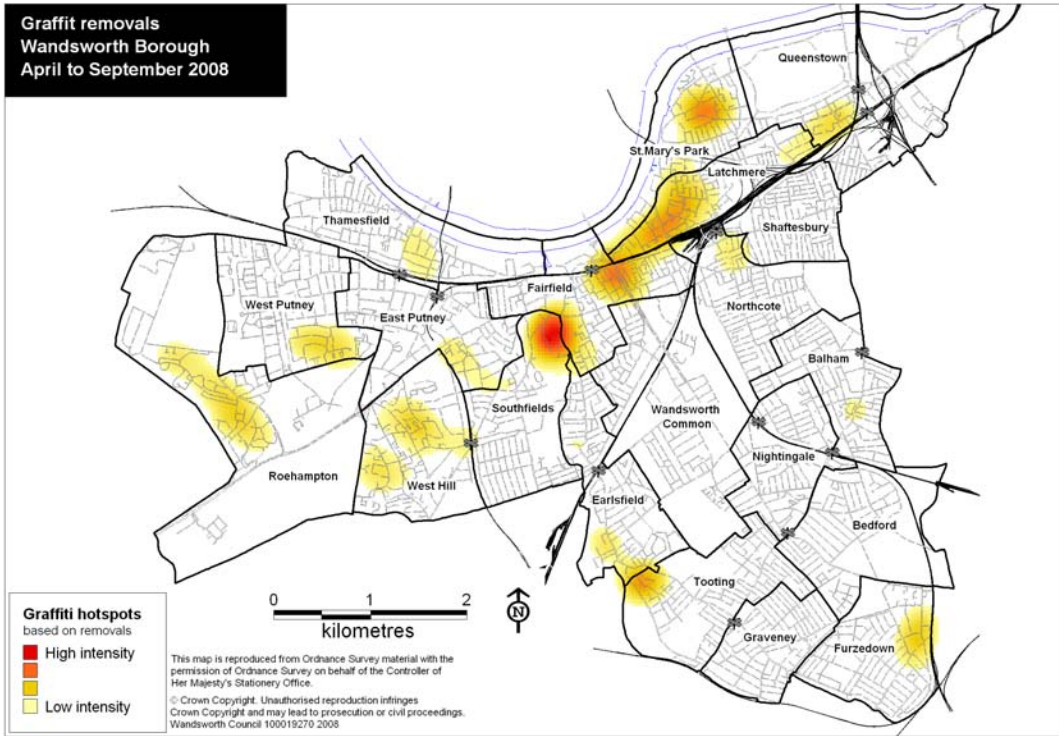 Graffit removals
Wandsworth Borough
April to September 2008
Queenstown
St.Mary's Park
Latchmere
Thamesfield
Shaftesbury
Fairfield
West Putney
East Putney
Northcote
Balham
Southfields
Wandsworth
Common
Nightingale
Roehampton
West Hill
Earlsfield
Bedford
Tooting
Graveney
Furzedown
0 1 2
kilometres
N
Graffiti hotspots
based on removals
High intensity
Low intensity
This map is reproduced from Ordnance Survey material with the
permission of Ordnance Survey on behalf of the Controller of
Her Majesty's Stationery Office.
© Crown Copyright. Unauthorised reproduction infringes
Crown Copyright and may lead to prosecution or civil proceedings.
Wandsworth Council 100019270 2008